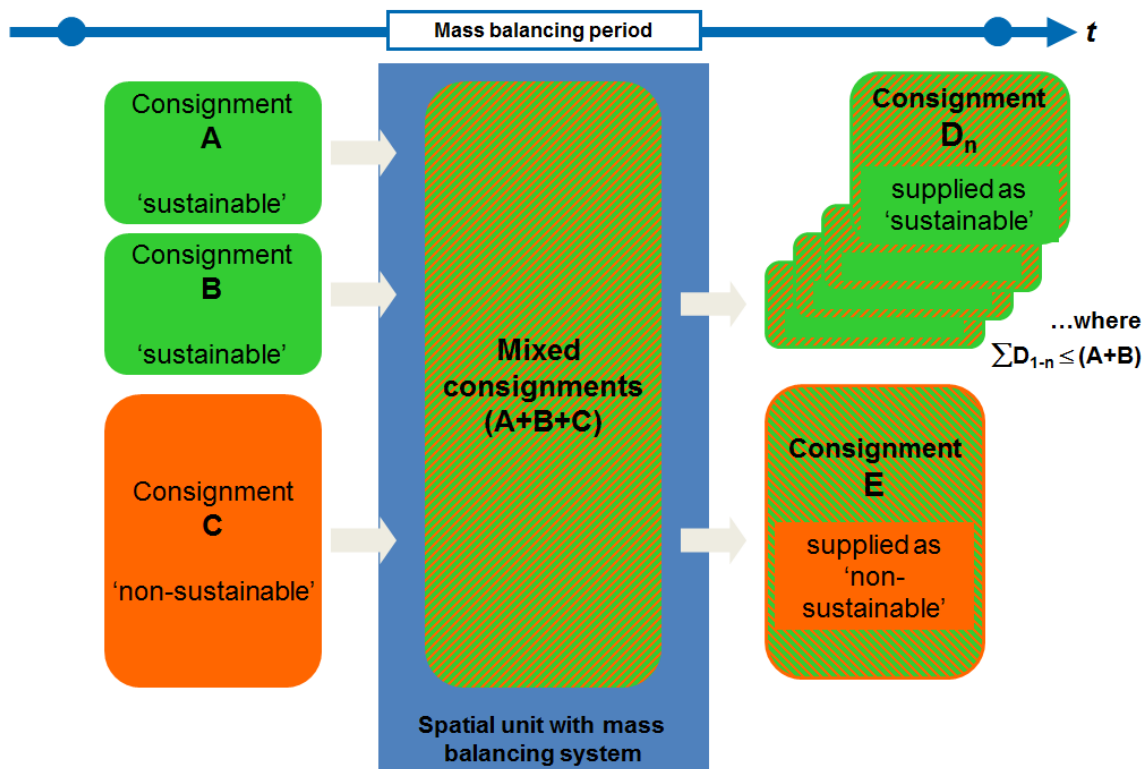 Mass balancing period
t
Consignment
A
‘sustainable’
Consignment
B
‘sustainable’
Consignment
C
‘non-sustainable’
Mixed
consignments
(A+B+C)
Spatial unit with mass
balancing system
Consignment
Dn
supplied as
‘sustainable’
…where
∑D1-n ≤ (A+B)
Consignment
E
supplied as
‘non-
sustainable’